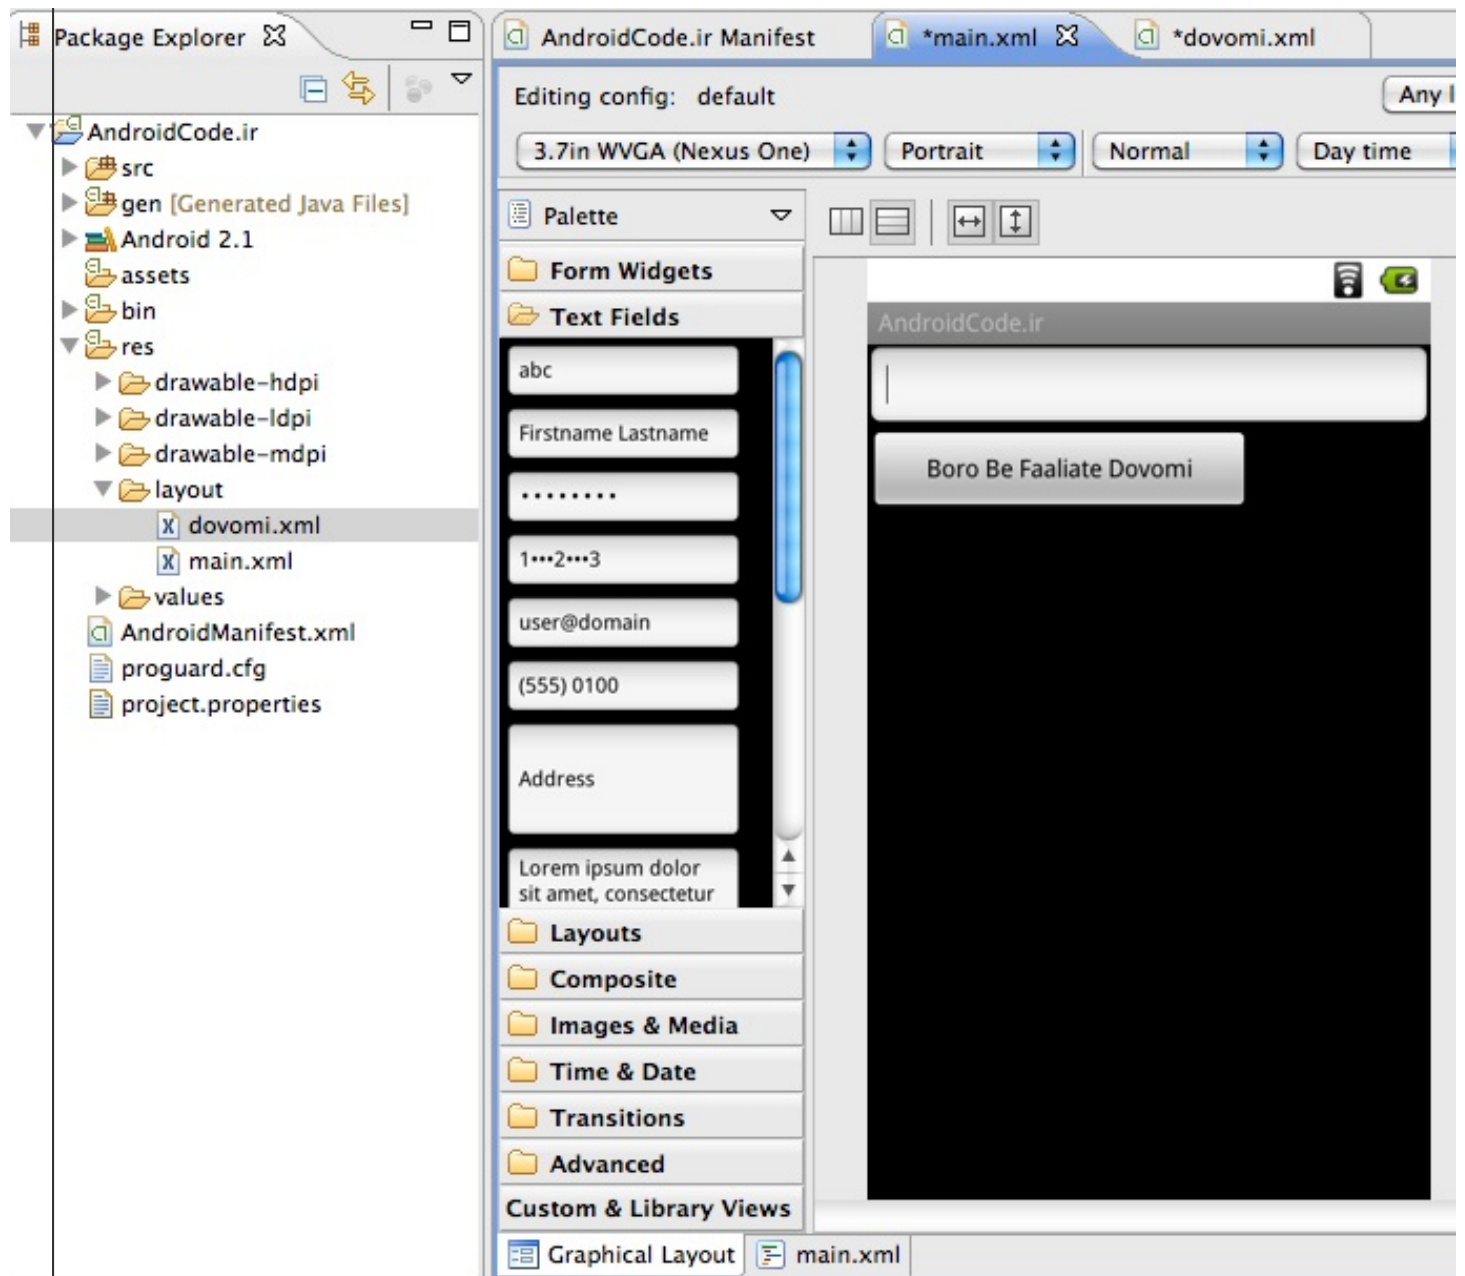 Package Explorer
AndroidCode.ir
src
gen [Generated Java Files]
Android 2.1
assets
bin
res
drawable-hdpi
drawable-ldpi
drawable-mdpi
layout
dovomi.xml
main.xml
values
AndroidManifest.xml
proguard.cfg
project.properties
AndroidCode.ir Manifest
*main.xml
*dovomi.xml
Editing config: default
Any
3.7in WVGA (Nexus One)
Portrait
Normal
Day time
Palette
Form Widgets
Text Fields
abc
Firstname Lastname
••••••••
1•••2•••3
user@domain
(555) 0100
Address
Lorem ipsum dolor
sit amet, consectetur
Layouts
Composite
Images & Media
Time & Date
Transitions
Advanced
Custom & Library Views
AndroidCode.ir
Boro Be Faaliate Dovomi
Graphical Layout
main.xml